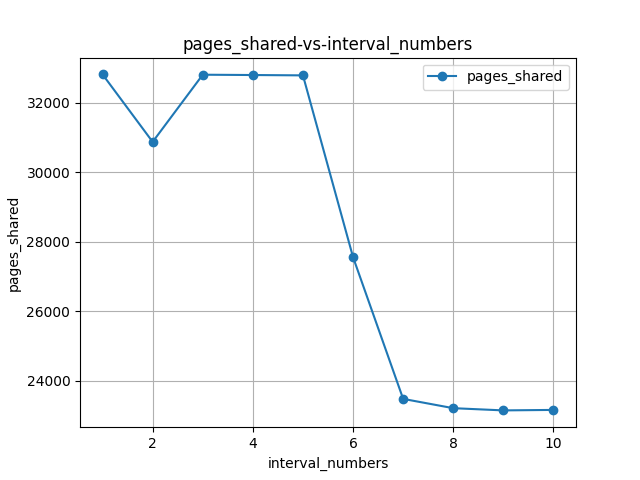 pages_shared-vs-interval_numbers
pages_shared
32000
30000
28000
26000
24000
pages_shared
2
4
6
8
10
interval_numbers